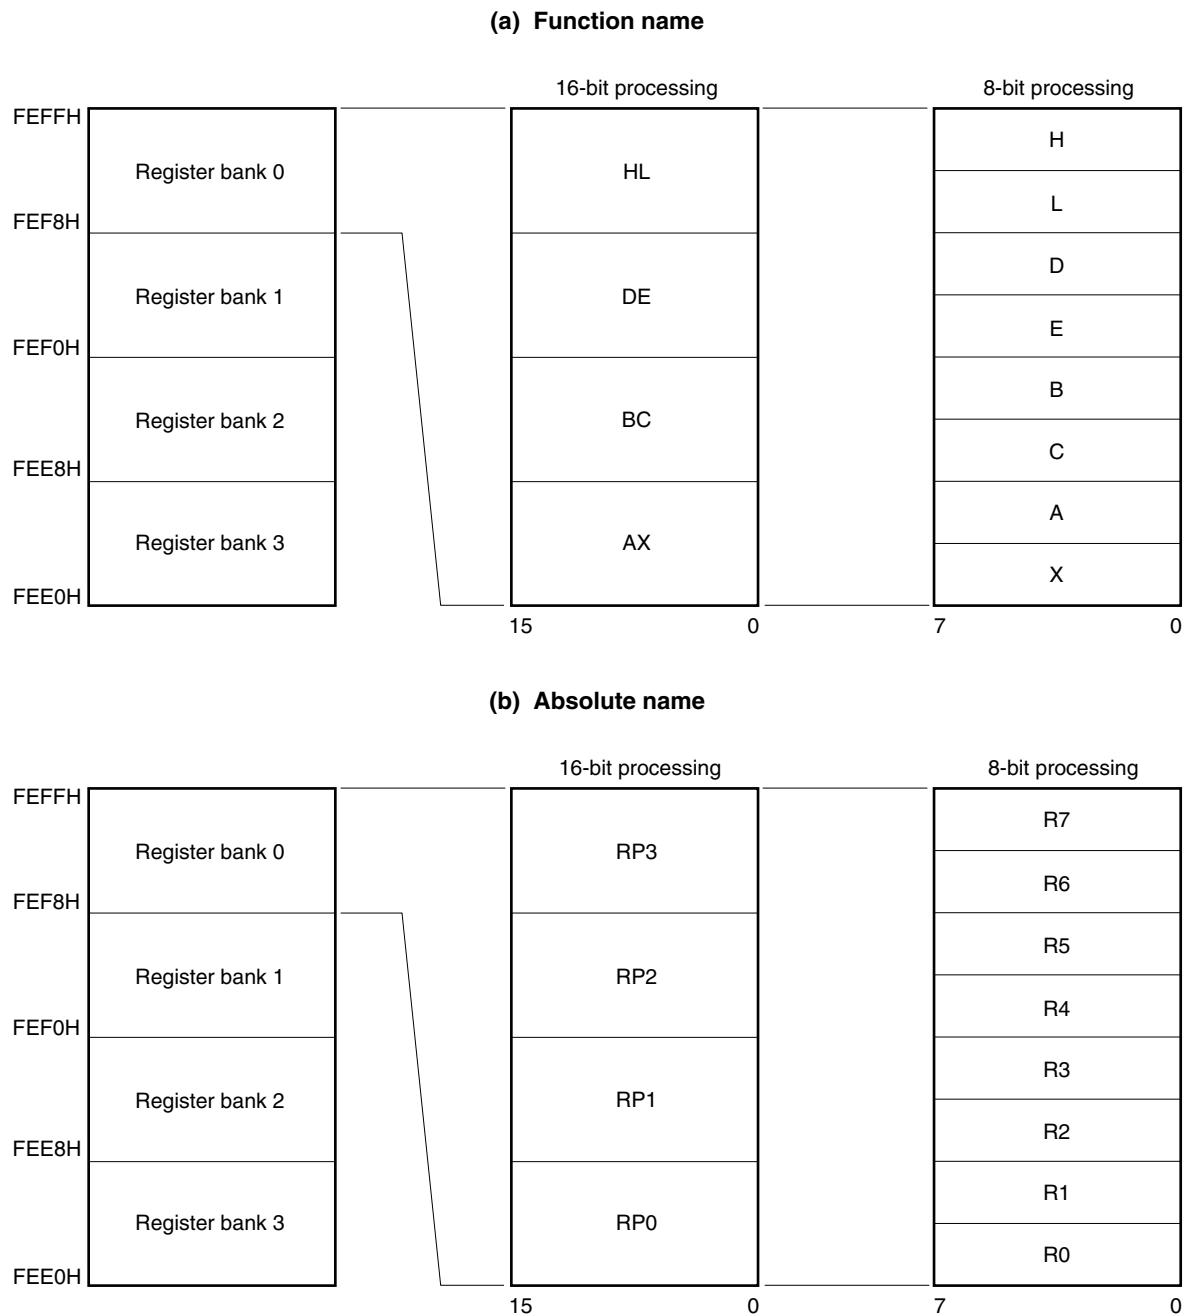 (a) Function name
16-bit processing
8-bit processing
FEFFH
Register bank 0
HL
H
L
FEF8H
Register bank 1
DE
D
E
FEF0H
Register bank 2
BC
B
C
FEE8H
Register bank 3
AX
A
X
FEE0H
15 0
7 0
(b) Absolute name
16-bit processing
8-bit processing
FEFFH
Register bank 0
RP3
R7
R6
FEF8H
Register bank 1
RP2
R5
R4
FEF0H
Register bank 2
RP1
R3
R2
FEE8H
Register bank 3
RP0
R1
R0
FEE0H
15 0
7 0